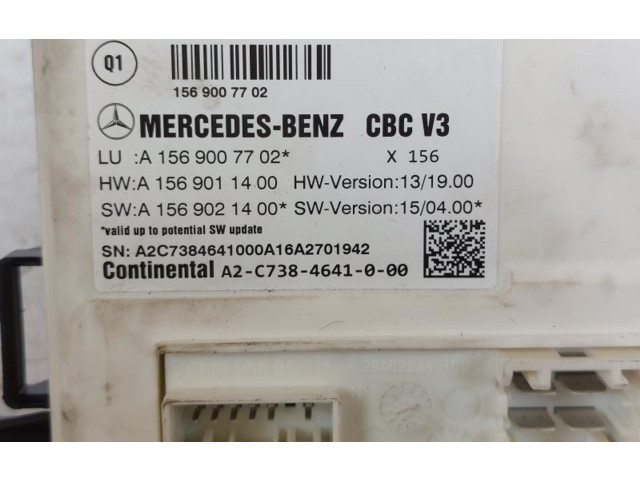 Q1
156 900 77 02
MERCEDES-BENZ CBC V3
LU :A 156 900 77 02* X 156
HW:A 156 901 14 00 HW-Version:13/19.00
SW:A 156 902 14 00* SW-Version:15/04.00*
*valid up to potential SW update
SN: A2C7384641000A16A2701942
Continental A2-C738-4641-0-00